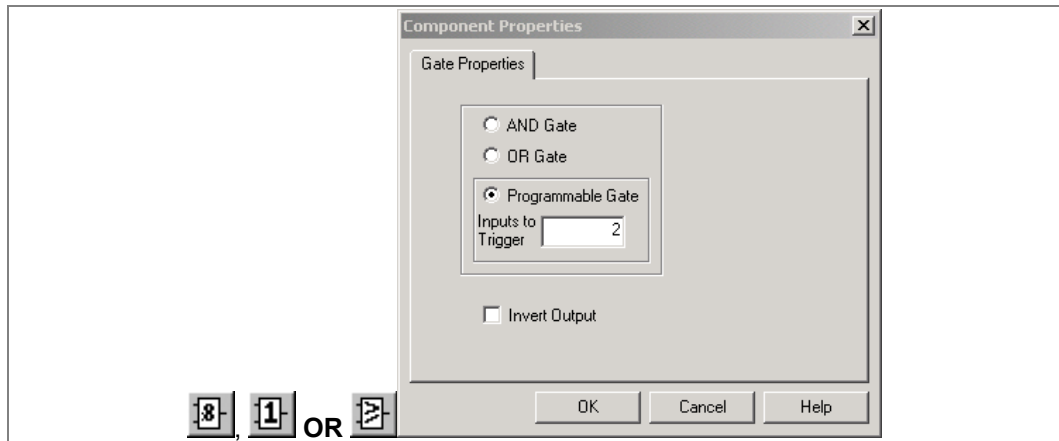 Component Properties
Gate Properties
AND Gate
OR Gate
Programmable Gate
Inputs to
Trigger
2
Invert Output
8, 1 OR >
OK Cancel Help